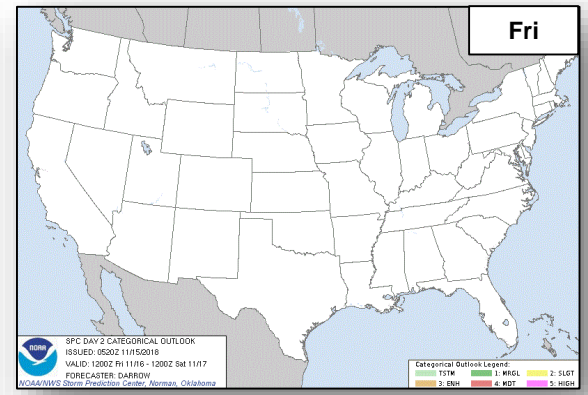 Fri
NOAA
SPC DAY 2 CATEGORICAL OUTLOOK
ISSUED: 0520Z 11/15/2018
VALID: 1200Z Fri 11/16 - 1200Z Sat 11/17
FORECASTER: DARROW
NOAA/NWS Storm Prediction Center, Norman, Oklahoma
Categorical Outlook Legend:
TSTM 1: MRGL 2: SLGT
3: ENH 4: MDT 5: HIGH